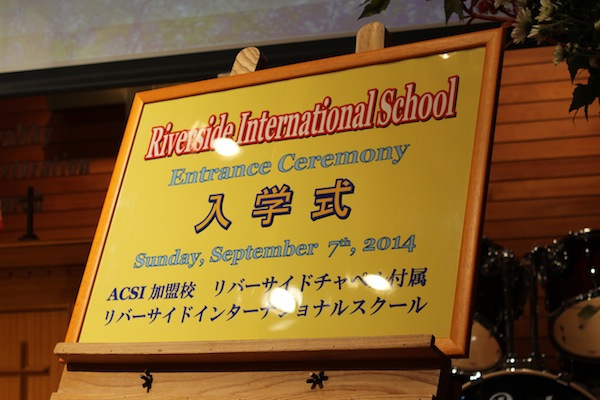 Riverside International School
Entrance Ceremony
入学式
Sunday, September 7th, 2014
ACSI 加盟校 リバーサイドチャペル付属
リバーサイドインターナショナルスクール